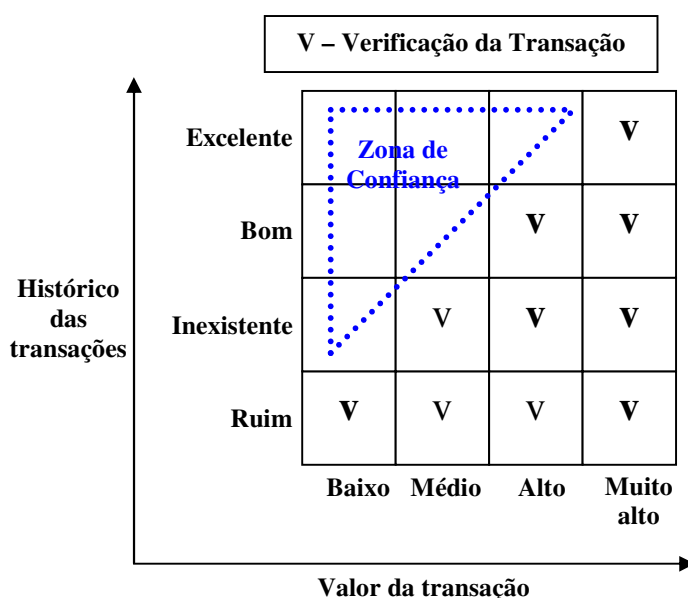 V – Verificação da Transação
Excelente
V
Zona de
Confiança
Bom
V V
Histórico
das
transações
Inexistente
V V V
Ruim
V V V V
Baixo Médio Alto Muito
alto
Valor da transação